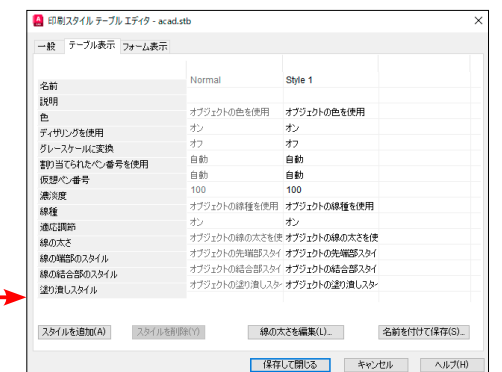 印刷スタイル テーブル エディタ - acad.stb
一般 テーブル表示 フォーム表示
名前 Normal Style 1
説明
色 オブジェクトの色を使用 オブジェクトの色を使用
ディザリングを使用 オン オン
グレースケールに変換 オフ オフ
割り当てられたペン番号を使用 自動 自動
仮想ペン番号 自動 自動
濃淡度 100 100
線種 オブジェクトの線種を使用 オブジェクトの線種を使用
適応調節 オン オン
線の太さ オブジェクトの線の太さを使 オブジェクトの線の太さを使
線の端部のスタイル オブジェクトの先端部スタイ オブジェクトの先端部スタイ
線の結合部のスタイル オブジェクトの結合部スタイ オブジェクトの結合部スタイ
塗り潰しスタイル オブジェクトの塗り潰しスタ オブジェクトの塗り潰しスタ
スタイルを追加(A) スタイルを削除(Y) 線の太さを編集(L)... 名前を付けて保存(S)...
保存して閉じる キャンセル ヘルプ(H)